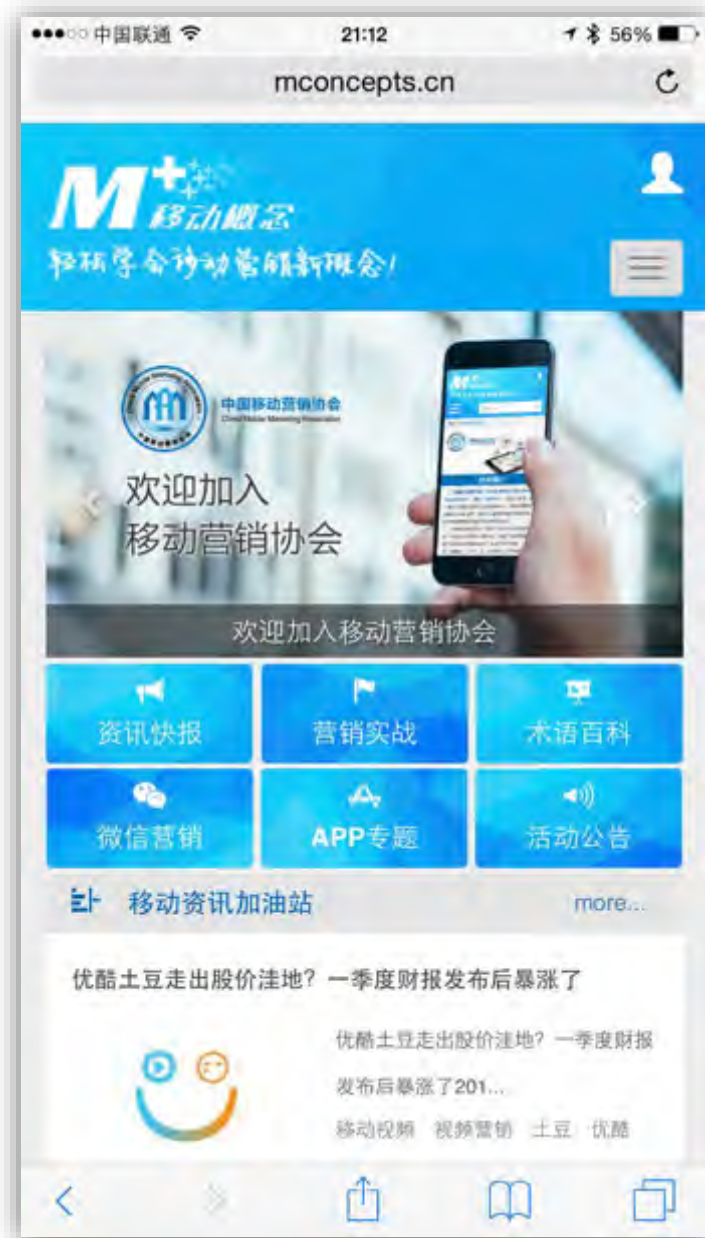 中国联通 21:12 56%
mconcepts.cn
M
移动概念
轻松学会移动营销新概念!
中国移动营销协会
China Mobile Marketing Association
欢迎加入
移动营销协会
欢迎加入移动营销协会
资讯快报 营销实战 术语百科
微信营销 APP专题 活动公告
移动资讯加油站 more...
优酷土豆走出股价洼地？一季度财报发布后暴涨了
优酷土豆走出股价洼地？一季度财报
发布后暴涨了201...
移动视频 视频营销 土豆 优酷